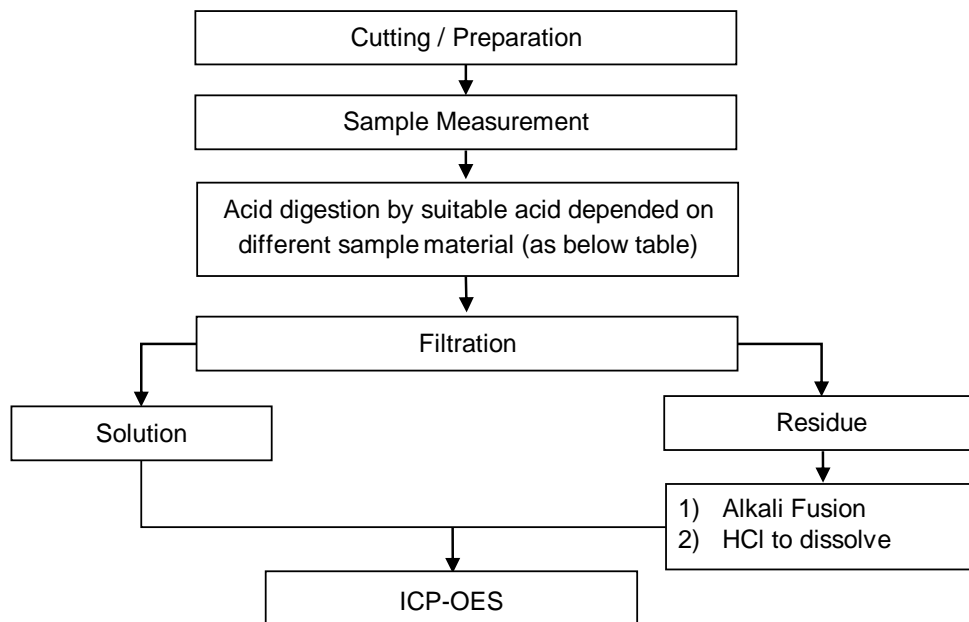 Cutting / Preparation
Sample Measurement
Acid digestion by suitable acid depended on
different sample material (as below table)
Filtration
Solution
Residue
1) Alkali Fusion
2) HCl to dissolve
ICP-OES